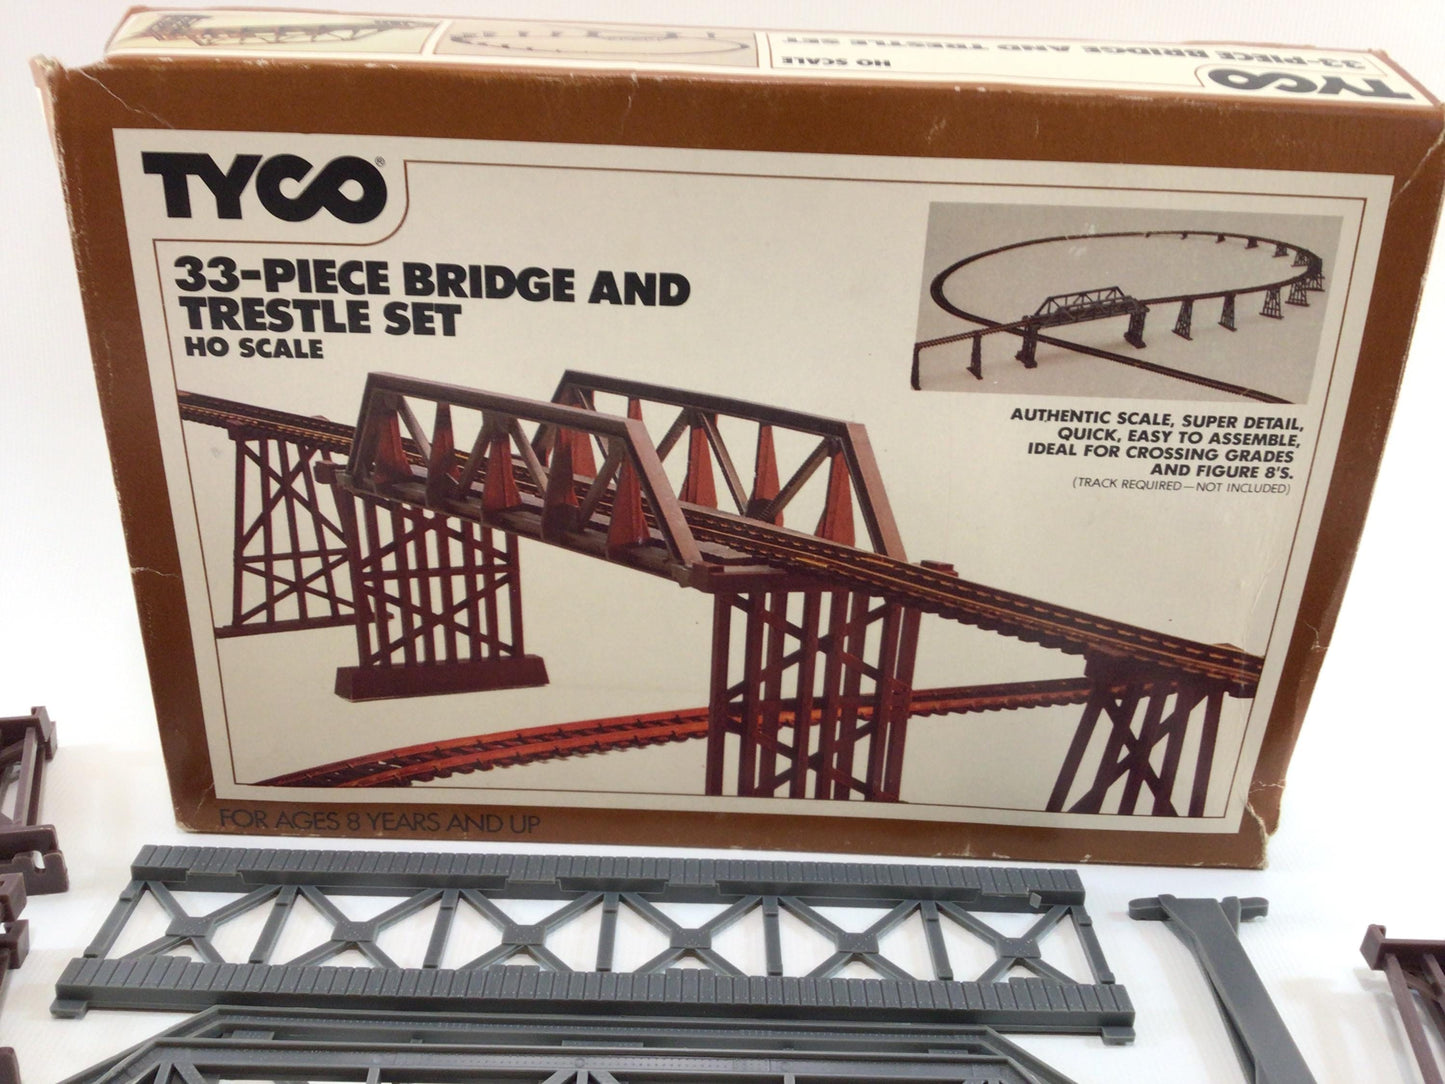 33-PIECE BRIDGE AND TRESTLE SET
HO SCALE
TYCO
TYCO®
33-PIECE BRIDGE AND
TRESTLE SET
HO SCALE
AUTHENTIC SCALE, SUPER DETAIL,
QUICK, EASY TO ASSEMBLE,
IDEAL FOR CROSSING GRADES
AND FIGURE 8'S.
(TRACK REQUIRED—NOT INCLUDED)
FOR AGES 8 YEARS AND UP